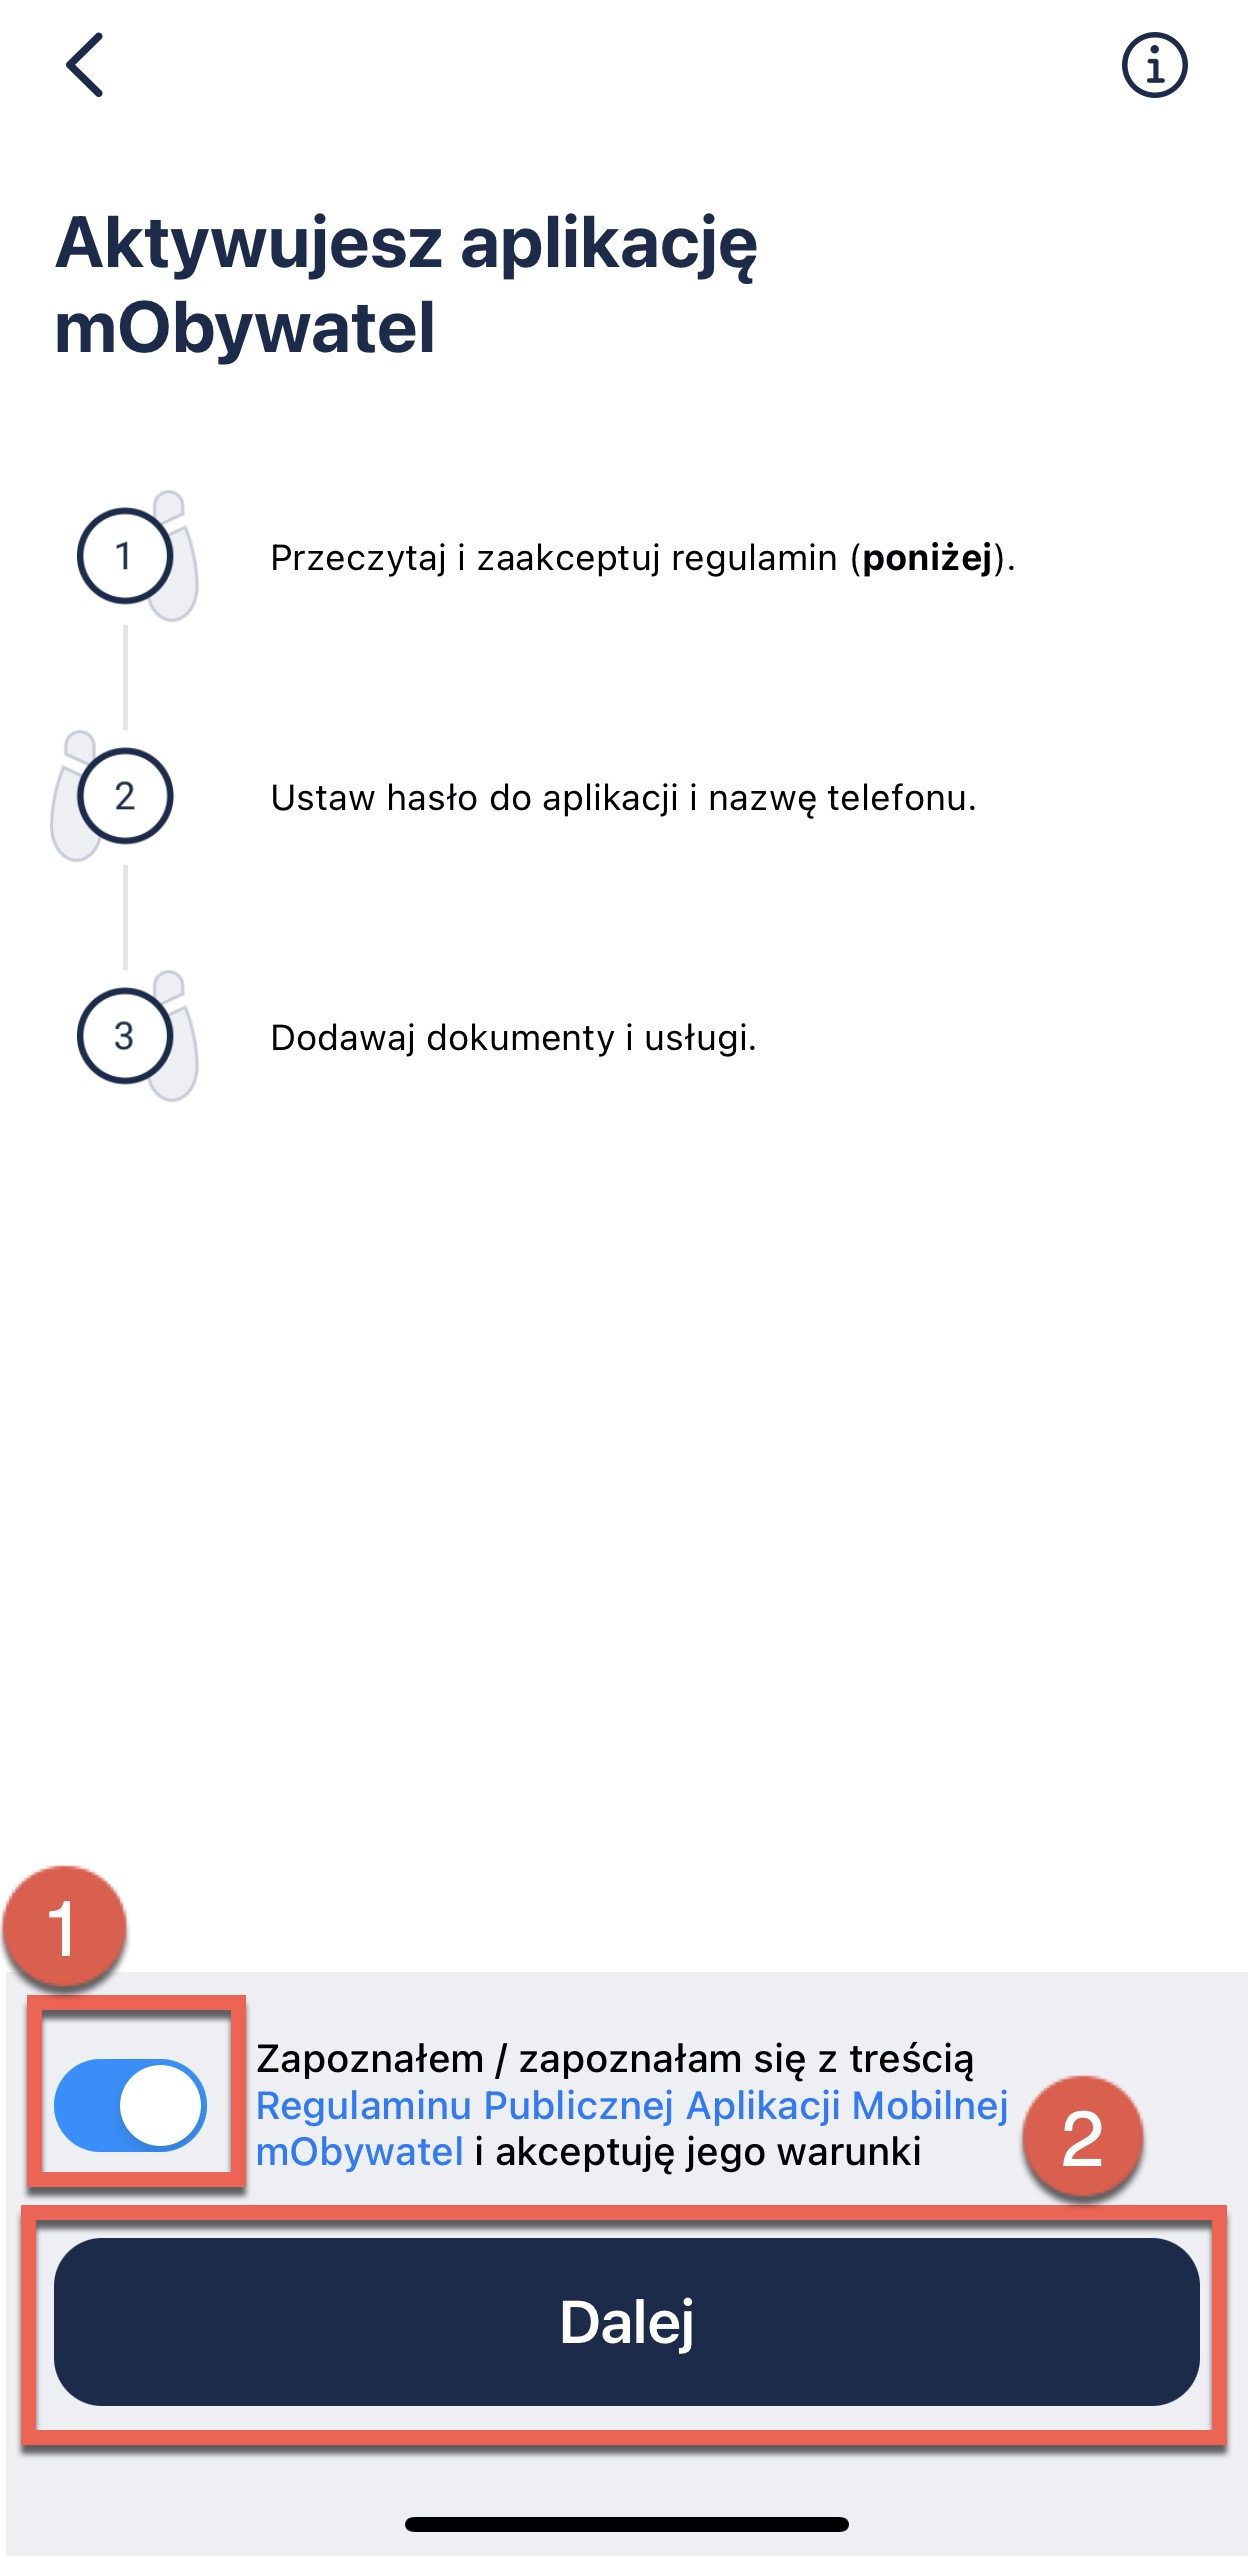 Aktywujesz aplikację
mObywatel
1
Przeczytaj i zaakceptuj regulamin (poniżej).
2
Ustaw hasło do aplikacji i nazwę telefonu.
3
Dodawaj dokumenty i usługi.
1
Zapoznałem / zapoznałam się z treścią
Regulaminu Publicznej Aplikacji Mobilnej
mObywatel i akceptuję jego warunki
2
Dalej